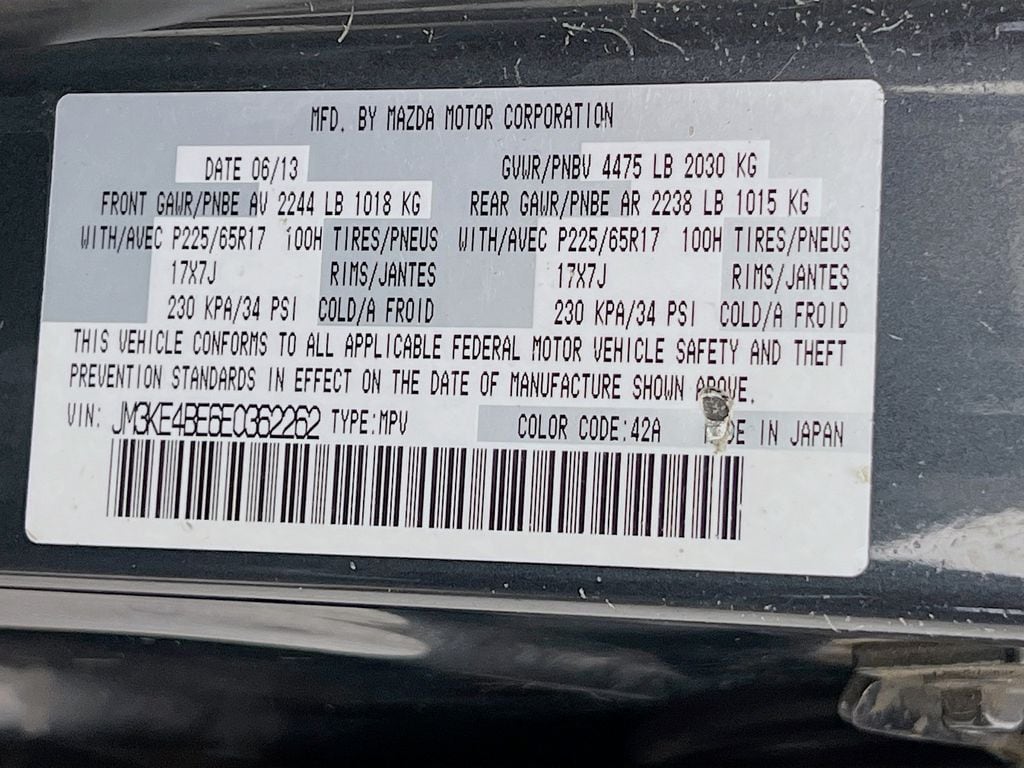 MFD. BY MAZDA MOTOR CORPORATION
DATE 06/13 GVWR/PNBV 4475 LB 2030 KG
FRONT GAWR/PNBE AV 2244 LB 1018 KG REAR GAWR/PNBE AR 2238 LB 1015 KG
WITH/AVEC P225/65R17 100H TIRES/PNEUS WITH/AVEC P225/65R17 100H TIRES/PNEUS
17X7J RIMS/JANTES 17X7J RIMS/JANTES
230 KPA/34 PSI COLD/A FROID 230 KPA/34 PSI COLD/A FROID
THIS VEHICLE CONFORMS TO ALL APPLICABLE FEDERAL MOTOR VEHICLE SAFETY AND THEFT
PREVENTION STANDARDS IN EFFECT ON THE DATE OF MANUFACTURE SHOWN ABOVE.
VIN: JM3KE4BE6E0362262 TYPE:MPV COLOR CODE:42A MADE IN JAPAN